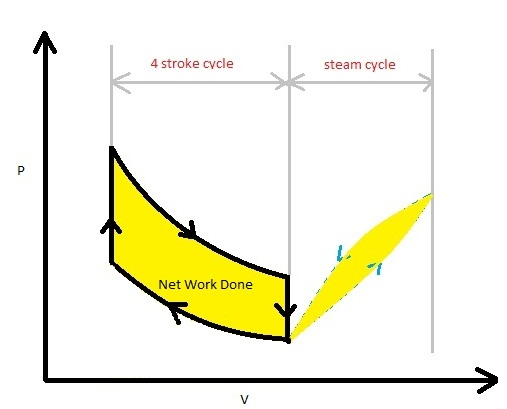 4 stroke cycle
steam cycle
P
Net Work Done
V